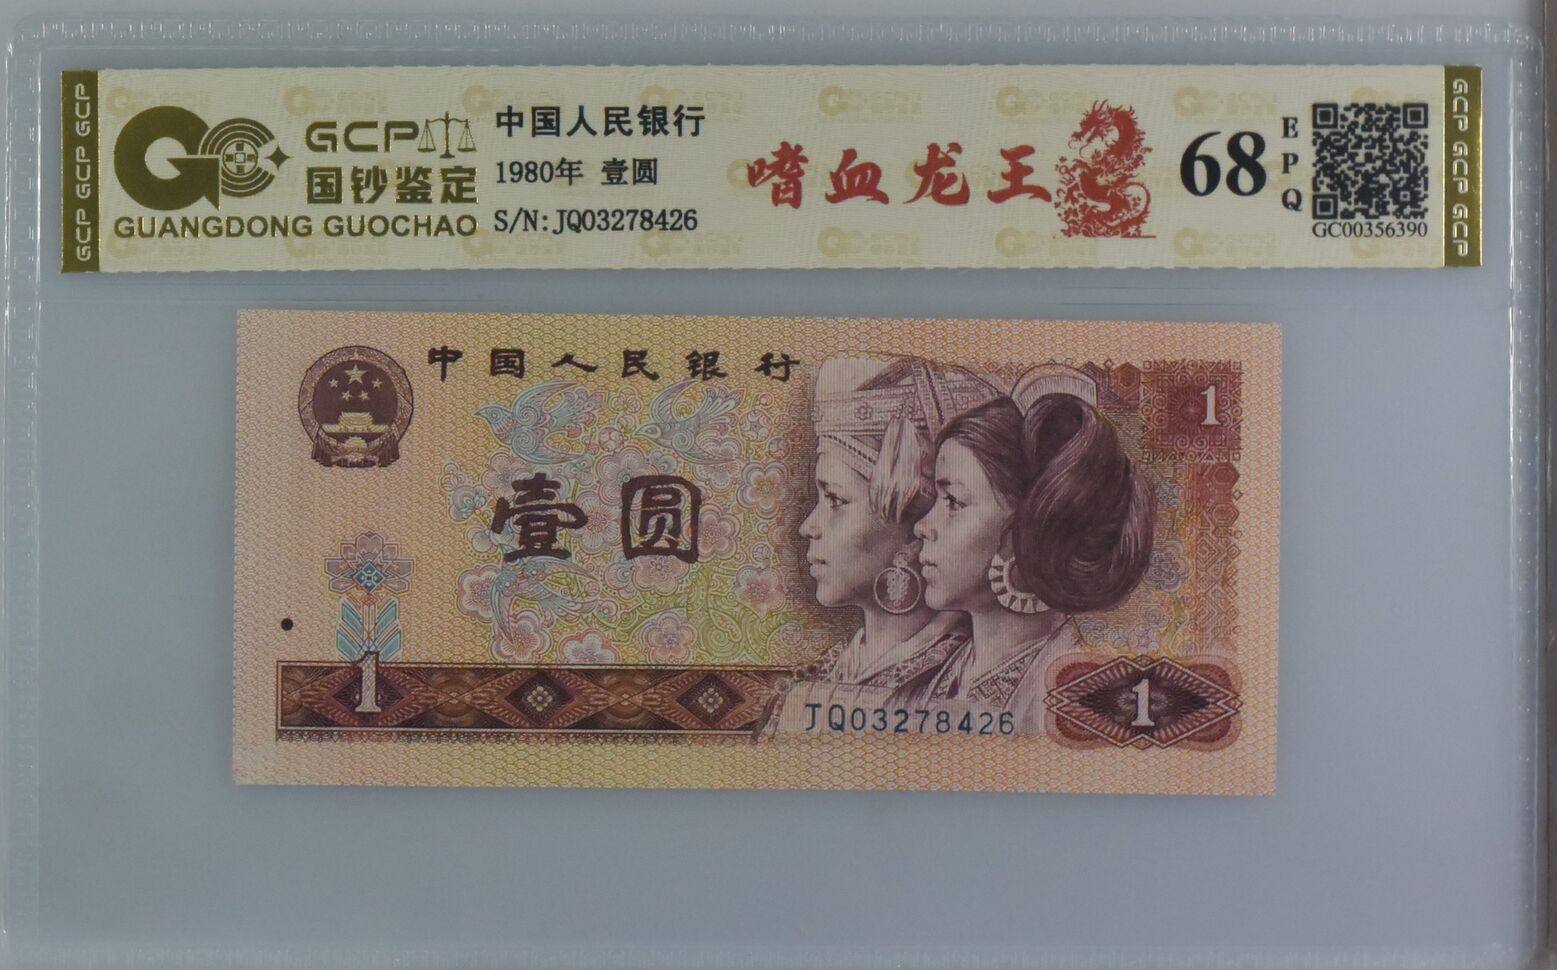 GCP GCP GCP
GCP
国钞鉴定
GUANGDONG GUOCHAO
中国人民银行
1980年 壹圆
S/N:JQ03278426
嗜血龙王
68
EPQ
GC00356390
GCP GCP GCP
中国人民银行
1
壹圆
1
JQ03278426
1